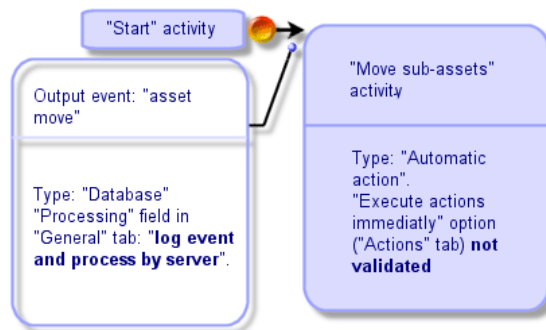 "Start" activity
Output event: "asset
move"
Type: "Database"
"Processing" field in
"General" tab: "log event
and process by server".
"Move sub-assets"
activity
Type: "Automatic
action".
"Execute actions
immediatly" option
("Actions" tab) not
validated